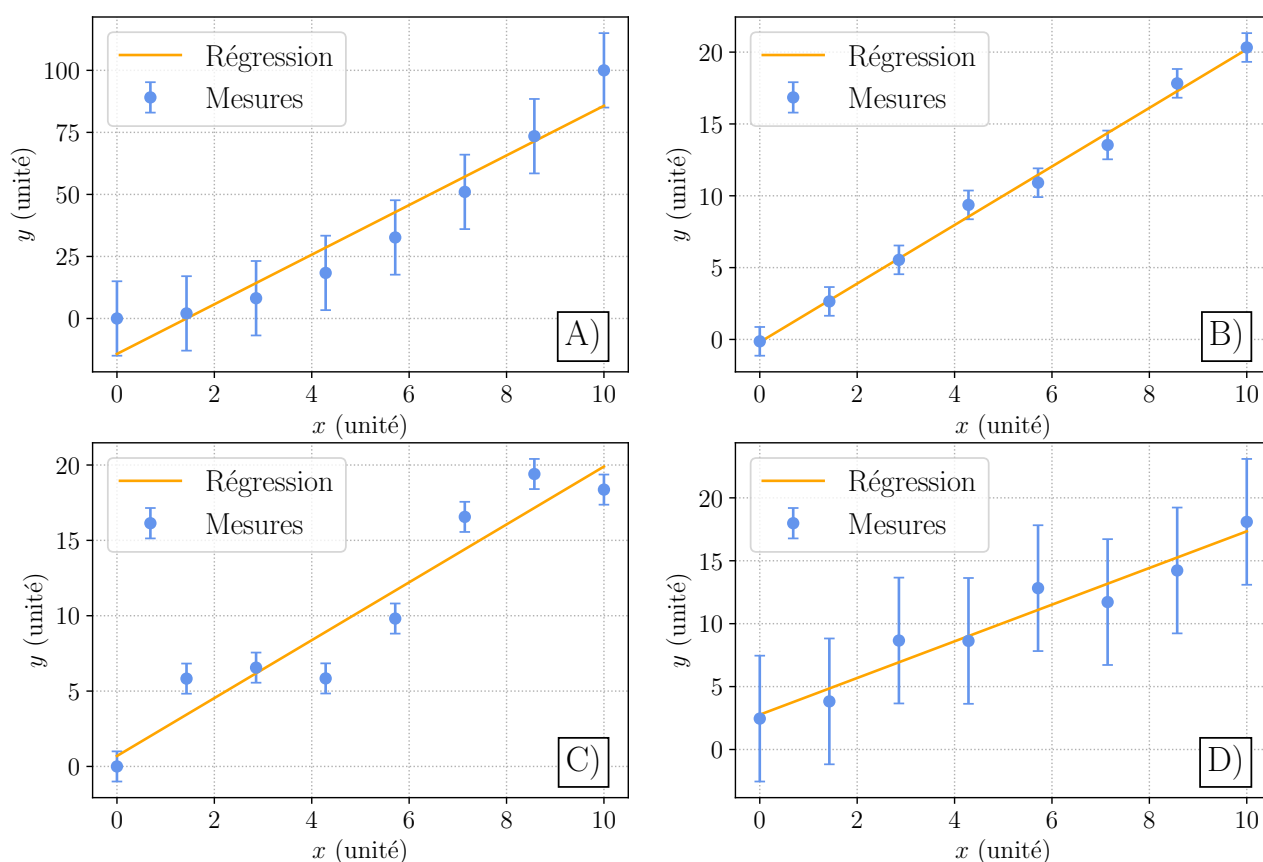 Régression
Mesures
100
75
50
25
0
y (unité)
A)
0 2 4 6 8 10
x (unité)
Régression
Mesures
20
15
10
5
0
y (unité)
B)
0 2 4 6 8 10
x (unité)
Régression
Mesures
20
15
10
5
0
y (unité)
C)
0 2 4 6 8 10
x (unité)
Régression
Mesures
20
15
10
5
0
y (unité)
D)
0 2 4 6 8 10
x (unité)